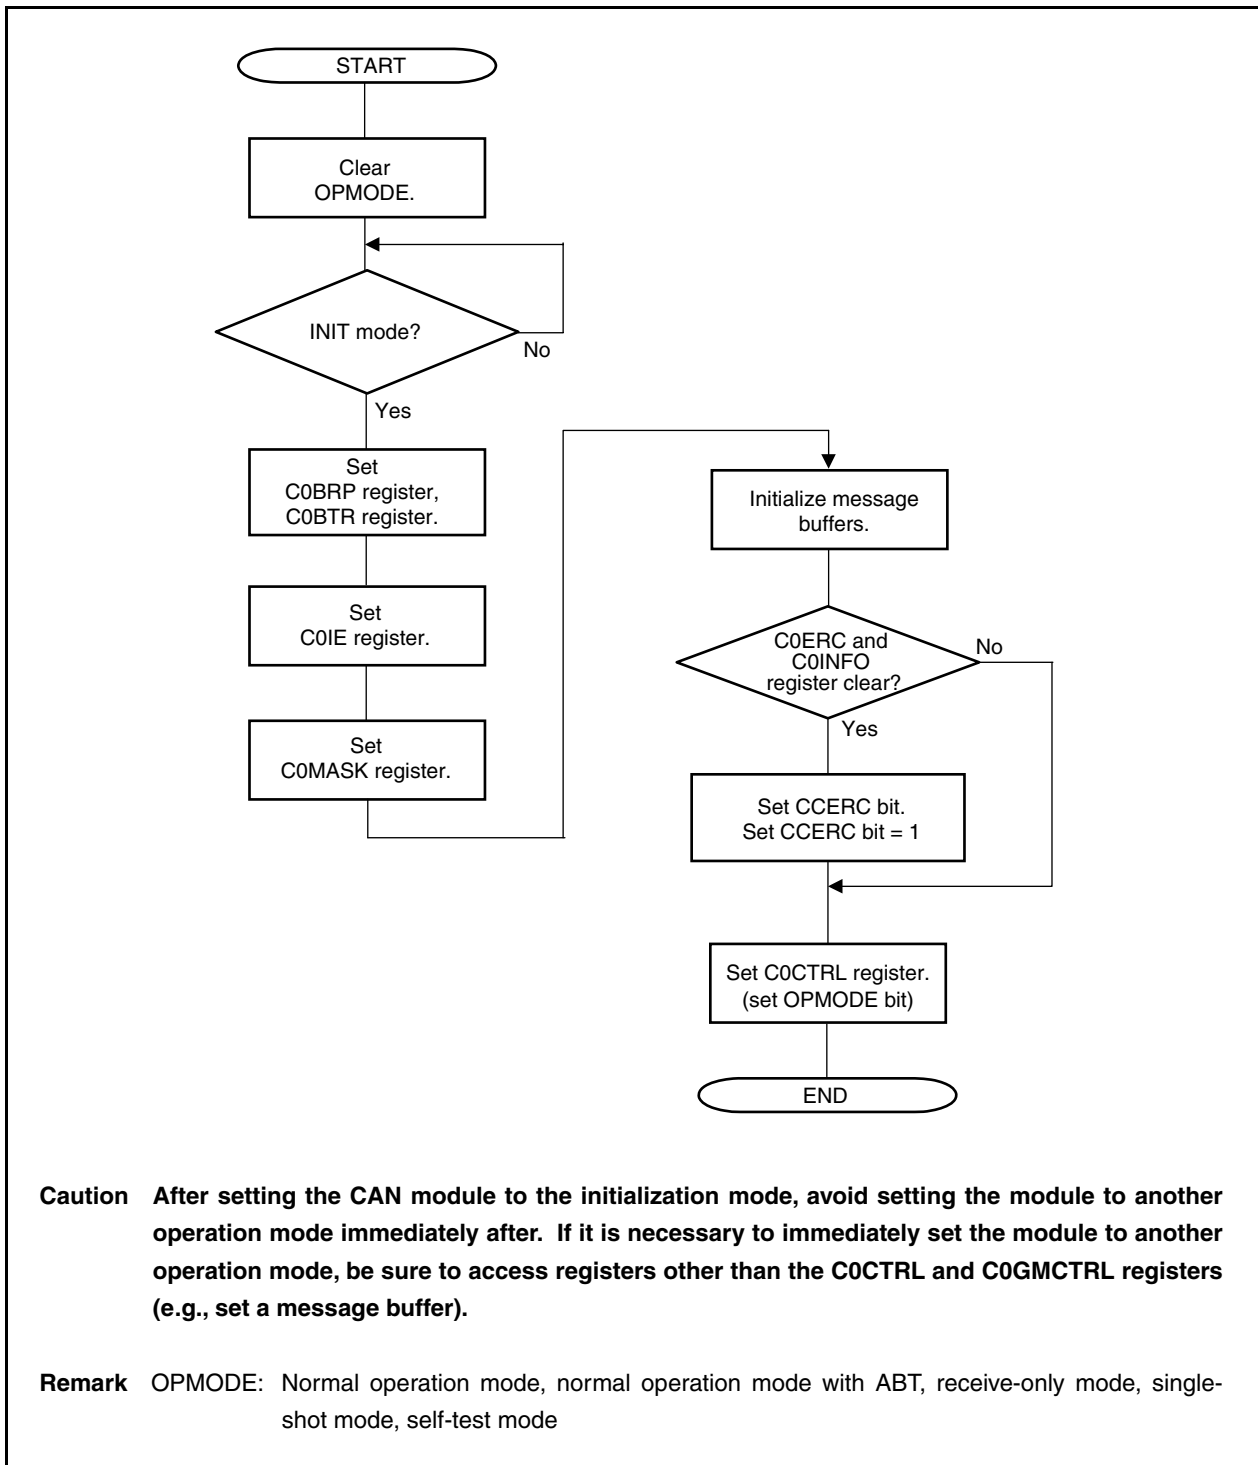 START
Clear
OPMODE.
INIT mode?
No
Yes
Set
C0BRP register,
C0BTR register.
Set
C0IE register.
Set
C0MASK register.
Initialize message
buffers.
C0ERC and
C0INFO
register clear?
No
Yes
Set CCERC bit.
Set CCERC bit = 1
Set C0CTRL register.
(set OPMODE bit)
END
Caution After setting the CAN module to the initialization mode, avoid setting the module to another
operation mode immediately after. If it is necessary to immediately set the module to another
operation mode, be sure to access registers other than the C0CTRL and C0GMCTRL registers
(e.g., set a message buffer).
Remark OPMODE: Normal operation mode, normal operation mode with ABT, receive-only mode, single-
shot mode, self-test mode